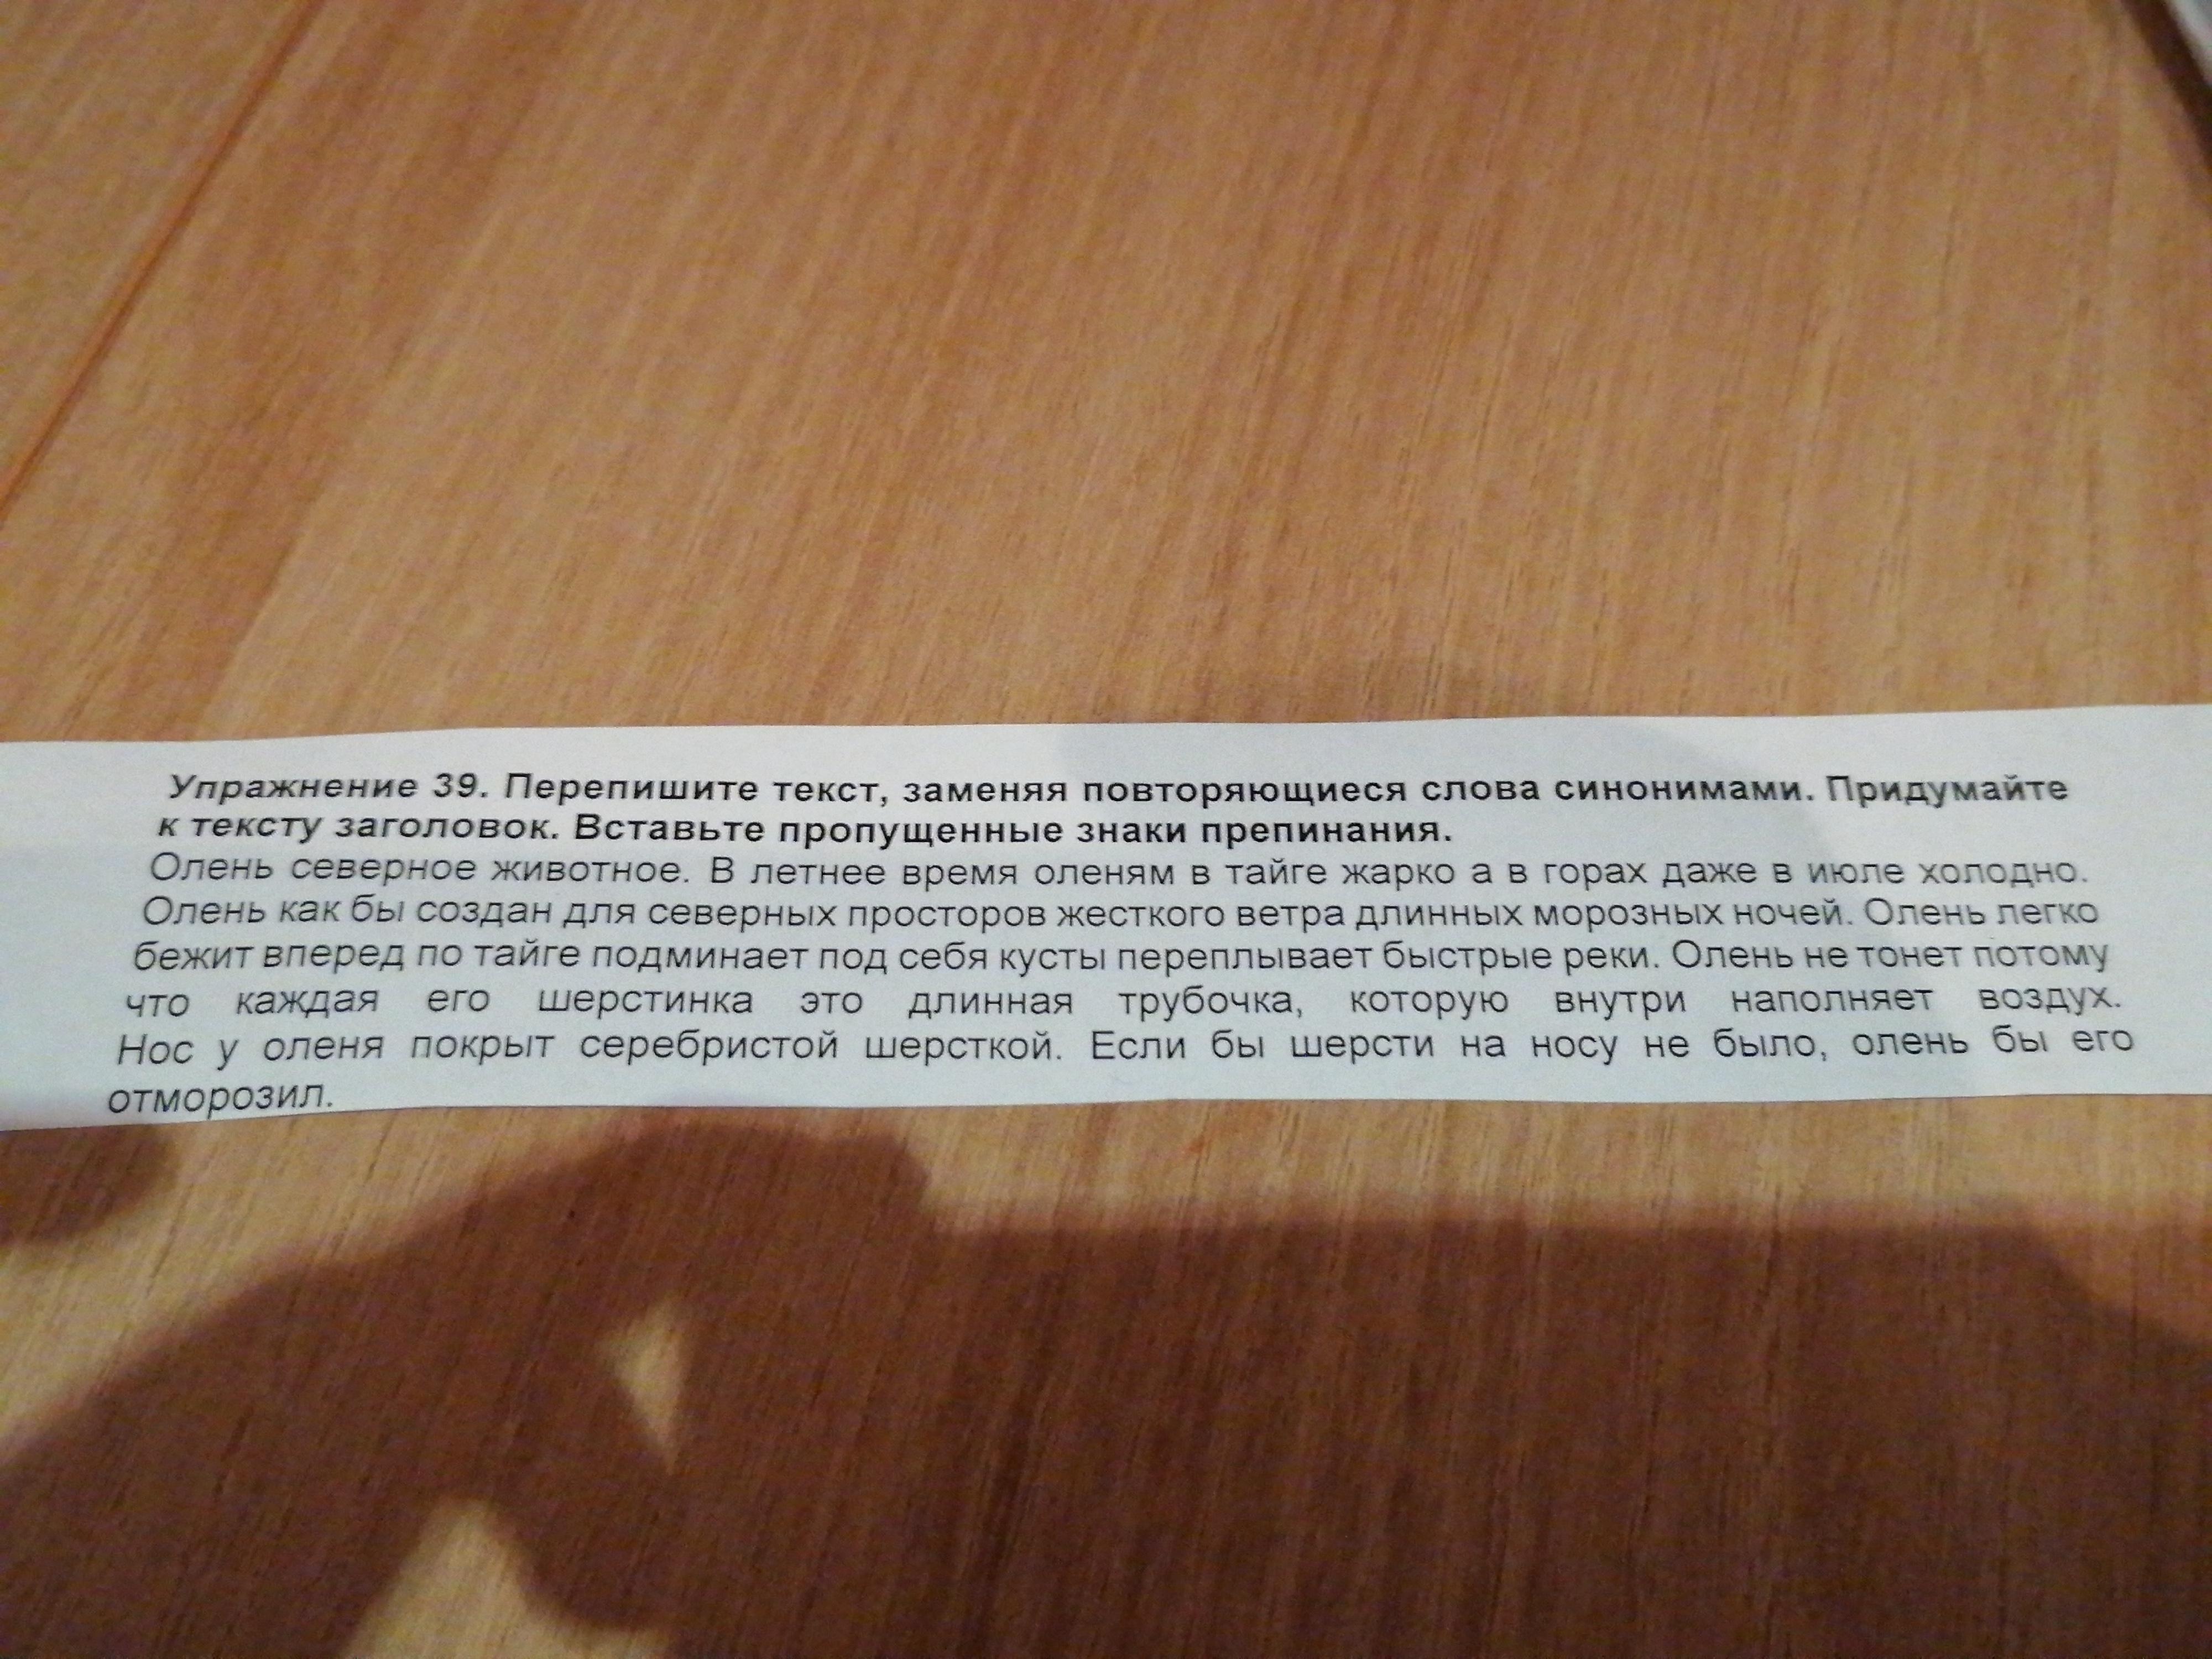 Упражнение 39. Перепишите текст, заменяя повторяющиеся слова синонимами. Придумайте
к тексту заголовок. Вставьте пропущенные знаки препинания.
Олень северное животное. В летнее время оленям в тайге жарко а в горах даже в июле холодно.
Олень как бы создан для северных просторов жесткого ветра длинных морозных ночей. Олень легко
бежит вперед по тайге подминает под себя кусты переплывает быстрые реки. Олень не тонет потому
что каждая его шерстинка это длинная трубочка, которую внутри наполняет воздух.
Нос у оленя покрыт серебристой шерсткой. Если бы шерсти на носу не было, олень бы его
отморозил.